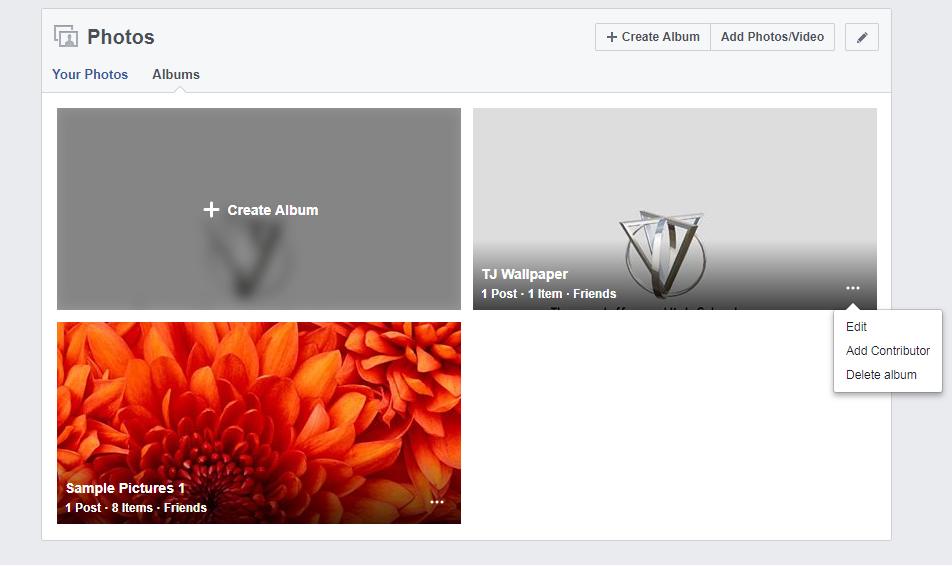 Photos
+ Create Album
Add Photos/Video
Your Photos
Albums
+ Create Album
TJ Wallpaper
1 Post · 1 Item · Friends
Edit
Add Contributor
Delete album
Sample Pictures 1
1 Post · 8 Items · Friends